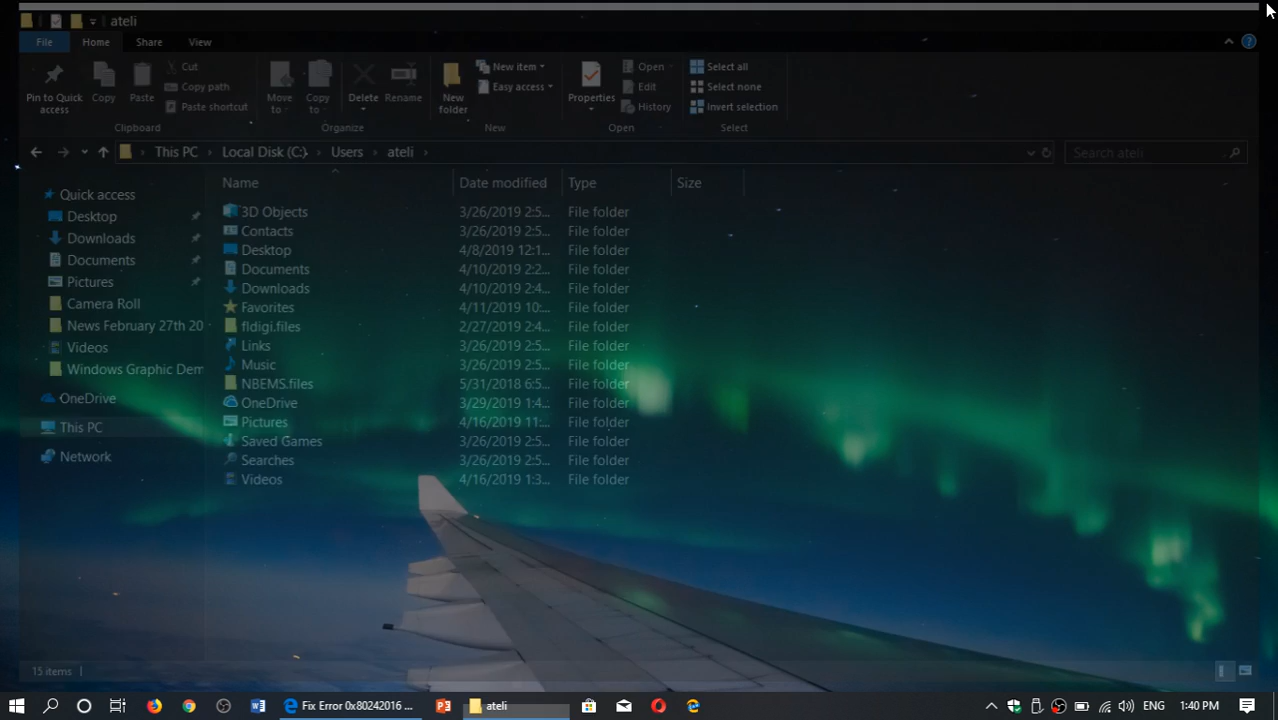 ateli
File Home Share View
Pin to Quick access
Copy
Paste
Cut
Copy path
Paste shortcut
Clipboard
Move to
Copy to
Delete
Rename
Organize
New folder
New item
Easy access
New
Properties
Open
Edit
History
Open
Select all
Select none
Invert selection
Select
This PC Local Disk (C:) Users ateli
Search ateli
Quick access
Desktop
Downloads
Documents
Pictures
Camera Roll
News February 27th 20
Videos
Windows Graphic Dem
OneDrive
This PC
Network
Name Date modified Type Size
3D Objects 3/26/2019 2:5... File folder
Contacts 3/26/2019 2:5... File folder
Desktop 4/8/2019 12:1... File folder
Documents 4/10/2019 2:2... File folder
Downloads 4/10/2019 2:4... File folder
Favorites 4/11/2019 10:... File folder
fldigi.files 2/27/2019 2:4... File folder
Links 3/26/2019 2:5... File folder
Music 3/26/2019 2:5... File folder
NBEMS.files 5/31/2018 6:5... File folder
OneDrive 3/29/2019 1:4... File folder
Pictures 4/16/2019 11:... File folder
Saved Games 3/26/2019 2:5... File folder
Searches 3/26/2019 2:5... File folder
Videos 4/16/2019 1:3... File folder
15 items
Fix Error 0x80242016 ... ateli ENG 1:40 PM